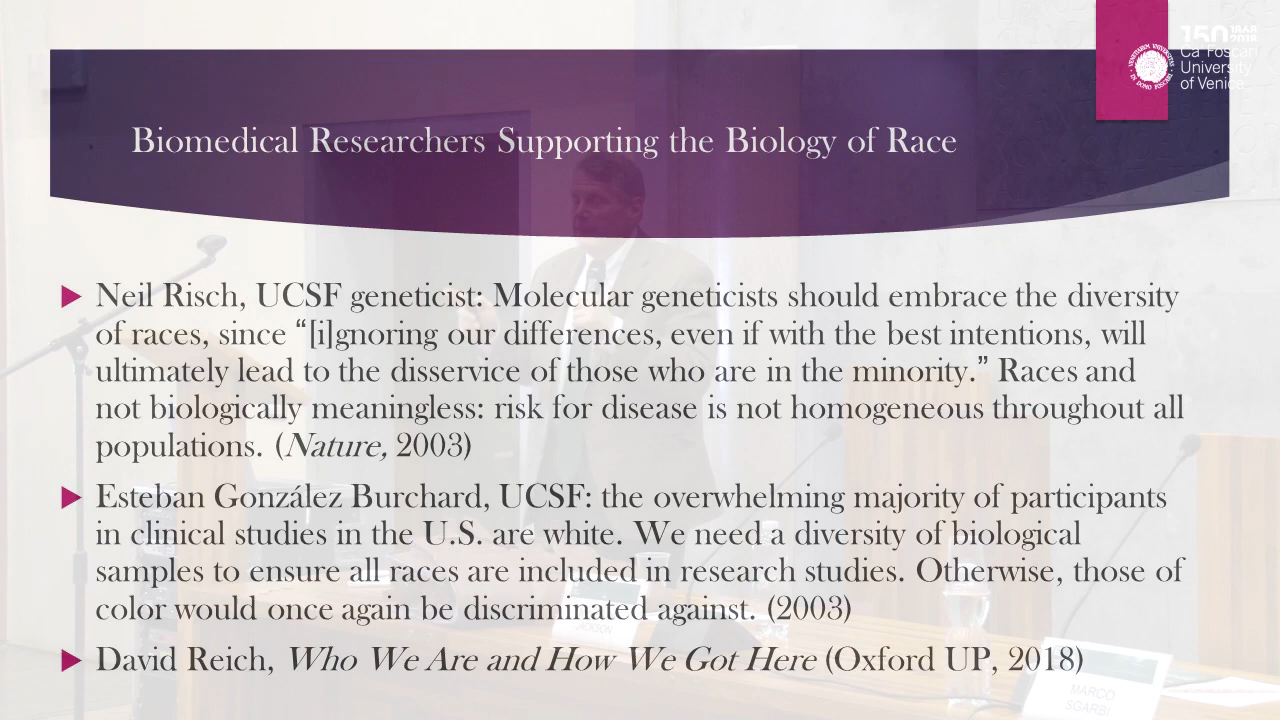 150
Ca' Foscari
University
of Venice
Biomedical Researchers Supporting the Biology of Race
Neil Risch, UCSF geneticist: Molecular geneticists should embrace the diversity
of races, since “[i]gnoring our differences, even if with the best intentions, will
ultimately lead to the disservice of those who are in the minority.” Races and
not biologically meaningless: risk for disease is not homogeneous throughout all
populations. (Nature, 2003)
Esteban González Burchard, UCSF: the overwhelming majority of participants
in clinical studies in the U.S. are white. We need a diversity of biological
samples to ensure all races are included in research studies. Otherwise, those of
color would once again be discriminated against. (2003)
David Reich, Who We Are and How We Got Here (Oxford UP, 2018)
JACKSON
MARCO
SGARBI